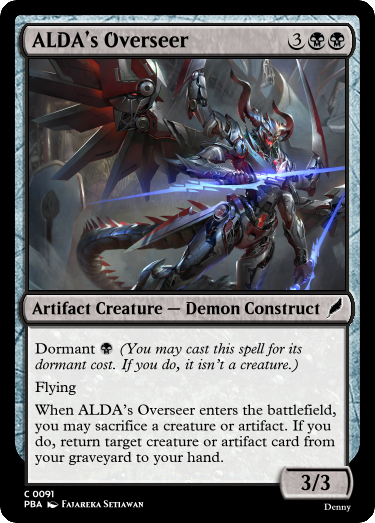 ALDA's Overseer 3
Artifact Creature — Demon Construct
Dormant (You may cast this spell for its
dormant cost. If you do, it isn't a creature.)
Flying
When ALDA's Overseer enters the battlefield,
you may sacrifice a creature or artifact. If you
do, return target creature or artifact card from
your graveyard to your hand.
3/3
C 0091
PBA Fajareka Setiawan
Denny